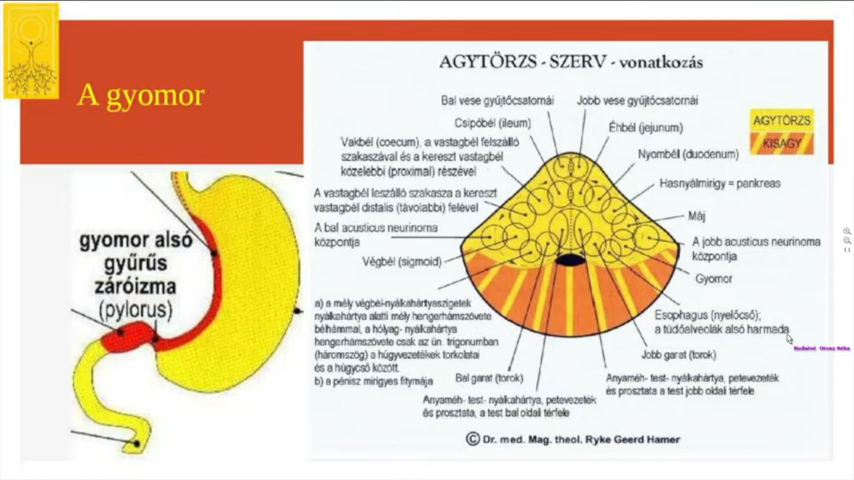 A gyomor
AGYTÖRZS - SZERV - vonatkozás
Bal vese gyűjtőcsatornái
Jobb vese gyűjtőcsatornái
Csipőbél (ileum)
Éhbél (jejunum)
AGYTÖRZS
KISAGY
Vakbél (coecum), a vastagbél felszálló
szakaszával és a kereszt vastagbél
közelebbi (proximal) részével
Nyombél (duodenum)
Hasnyálmirigy = pankreas
A vastagbél leszálló szakasza a kereszt
vastagbél distalis (távolabbi) felével
Máj
A bal acusticus neurinoma
központja
A jobb acusticus neurinoma
központja
Végbél (sigmoid)
Gyomor
gyomor alsó
gyűrűs
záróizma
(pylorus)
a) a mély végbél-nyálkahártyaszigetek
nyálkahártya alatti mély hengerhámszövete
bélhámmal, a hólyag- nyálkahártya
hengerhámszövete csak az ún. trigonumban
(háromszög) a húgyvezetékek torkolatai
és a húgycső között.
b) a pénisz mirigyes fitymája
Esophagus (nyelőcső);
a tüdőalveolák alsó harmada
Jobb garat (torok)
Bal garat (torok)
Anyaméh- test- nyálkahártya, petevezeték
és prosztata a test jobb oldali térfele
Anyaméh- test- nyálkahártya, petevezeték
és prosztata, a test bal oldali térfele
© Dr. med. Mag. theol. Ryke Geerd Hamer